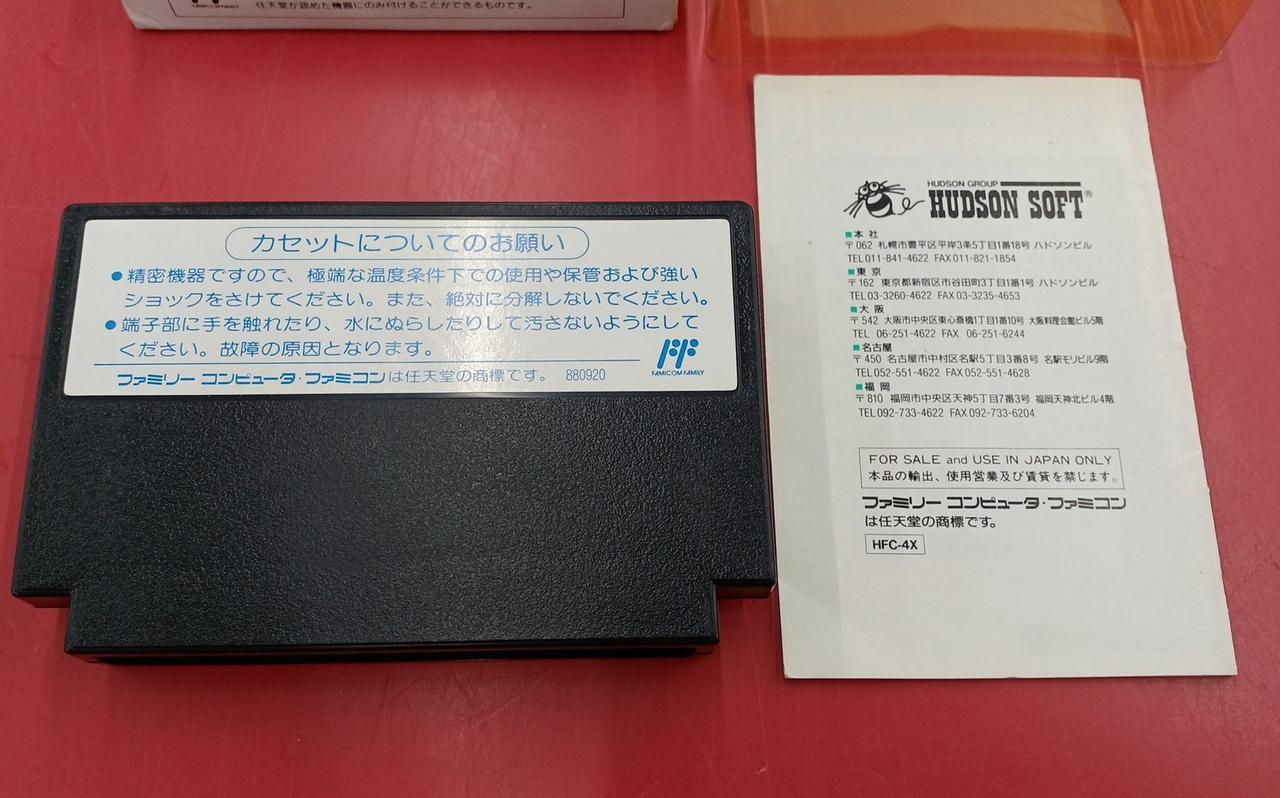 任天堂が認めた機器にのみ付けることができるものです。
カセットについてのお願い
●精密機器ですので、極端な温度条件下での使用や保管および強い
ショックをさけてください。また、絶対に分解しないでください。
●端子部に手を触れたり、水にぬらしたりして汚さないようにして
ください。故障の原因となります。
FAMICOM FAMILY
ファミリー コンピュータ・ファミコンは任天堂の商標です。 880920
HUDSON GROUP
HUDSON SOFT®
■本 社
〒062 札幌市豊平区平岸3条5丁目1番18号 ハドソンビル
TEL 011-841-4622 FAX 011-821-1854
■東 京
〒162 東京都新宿区市谷田町3丁目1番1号 ハドソンビル
TEL 03-3260-4622 FAX 03-3235-4653
■大 阪
〒542 大阪市中央区東心斎橋1丁目1番10号 大阪料理会館ビル5階
TEL 06-251-4622 FAX 06-251-6244
■名古屋
〒450 名古屋市中村区名駅5丁目3番8号 名駅モリビル9階
TEL 052-551-4622 FAX 052-551-4628
■福 岡
〒810 福岡市中央区天神5丁目7番3号 福岡天神北ビル4階
TEL 092-733-4622 FAX 092-733-6204
FOR SALE and USE IN JAPAN ONLY
本品の輸出、使用営業及び賃貸を禁じます。
ファミリー コンピュータ・ファミコン
は任天堂の商標です。
HFC-4X